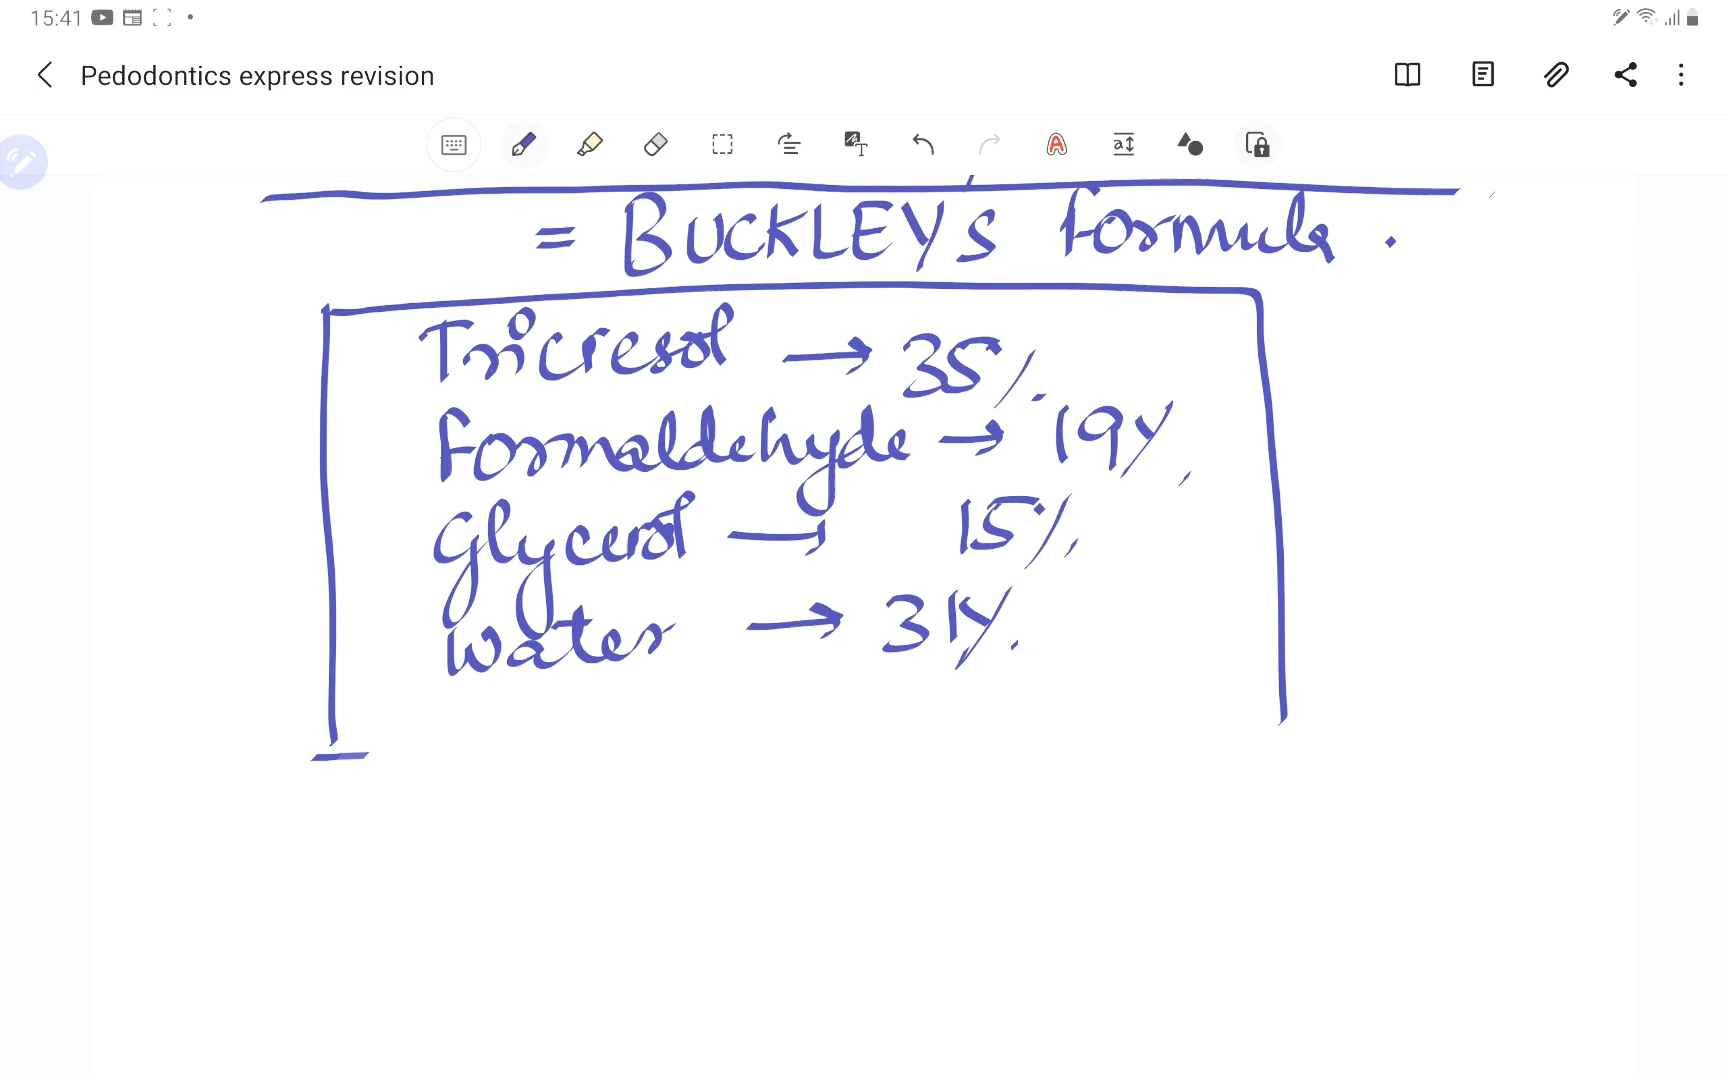 15:41
Pedodontics express revision
= BUCKLEY'S formula.
Tricresol → 35%.
formaldehyde → 19%.
Glycerol → 15%.
water → 31%.